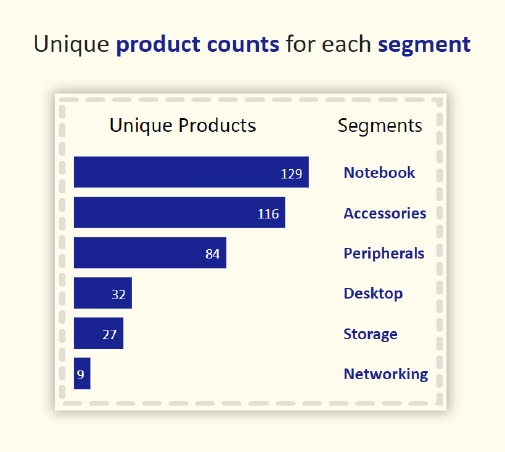 Unique product counts for each segment
Unique Products Segments
129 Notebook
116 Accessories
84 Peripherals
32 Desktop
27 Storage
9 Networking